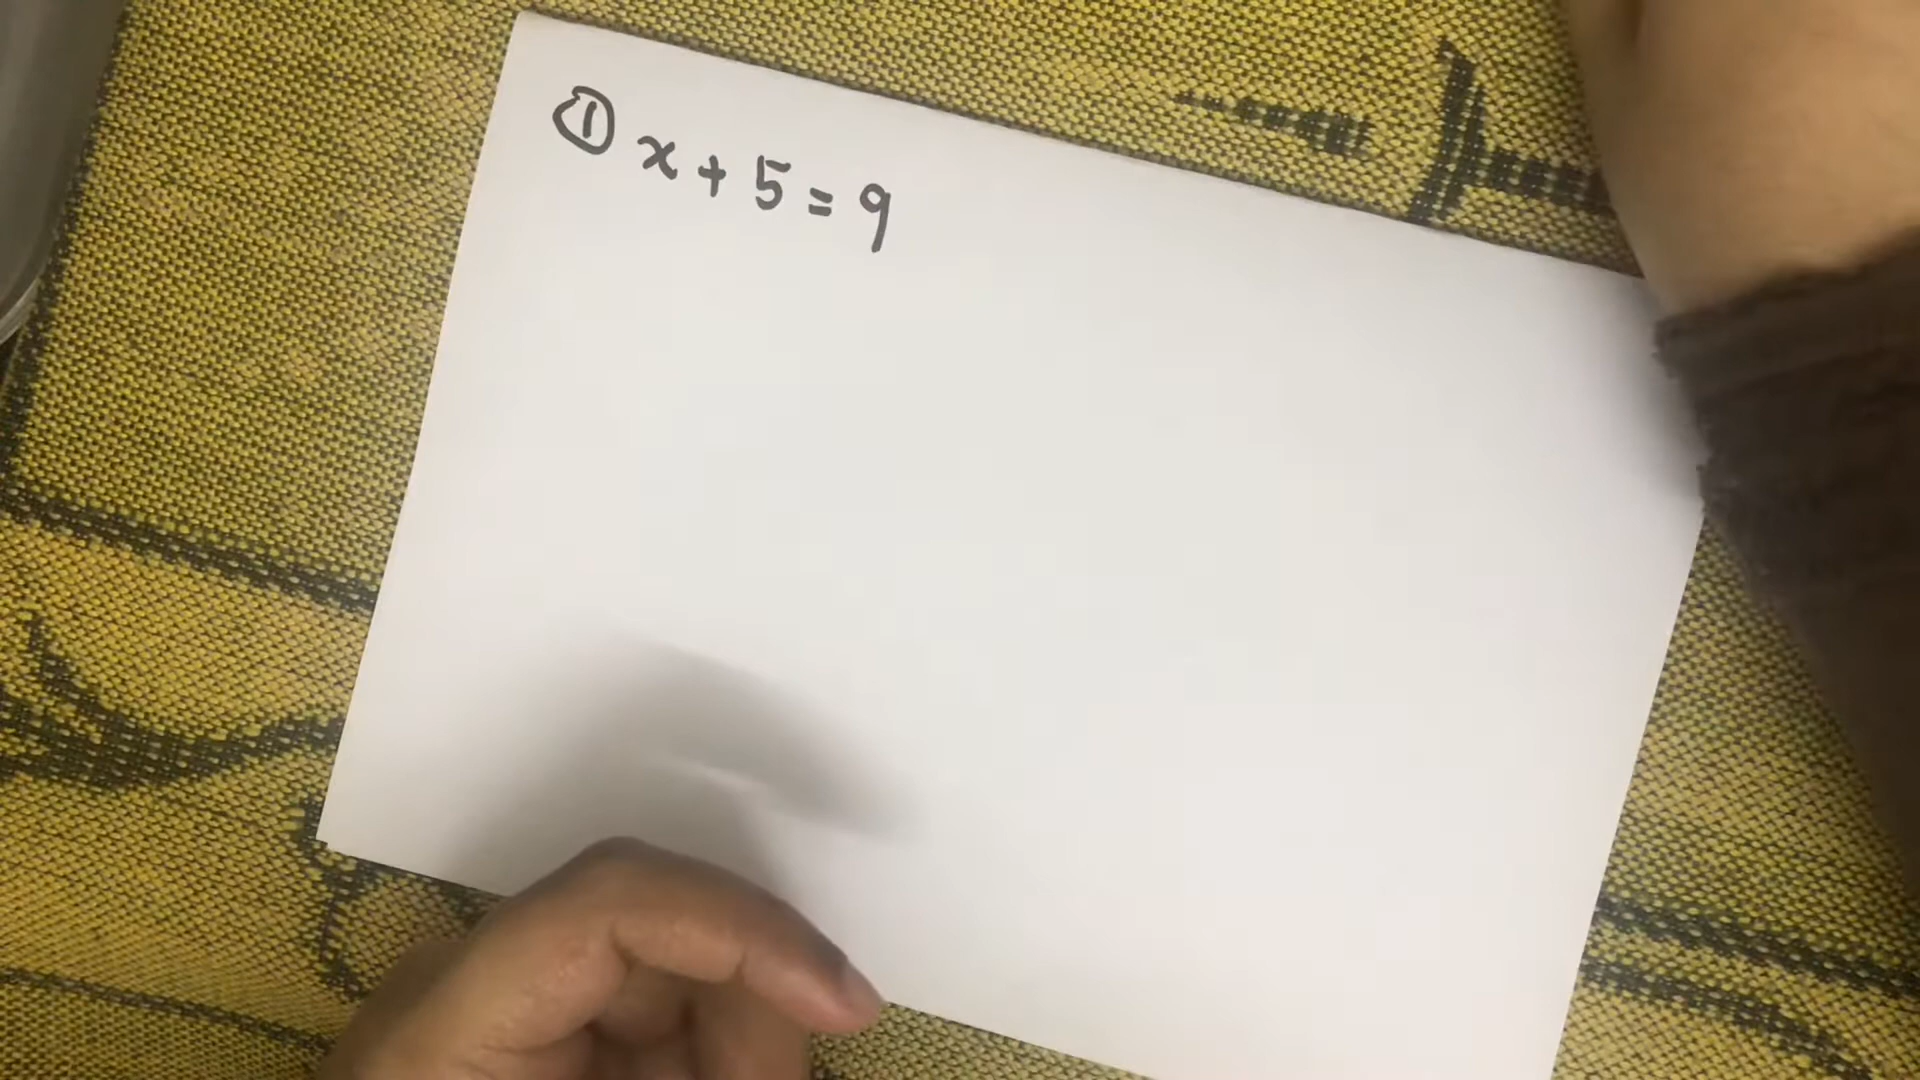 ① x + 5 = 9